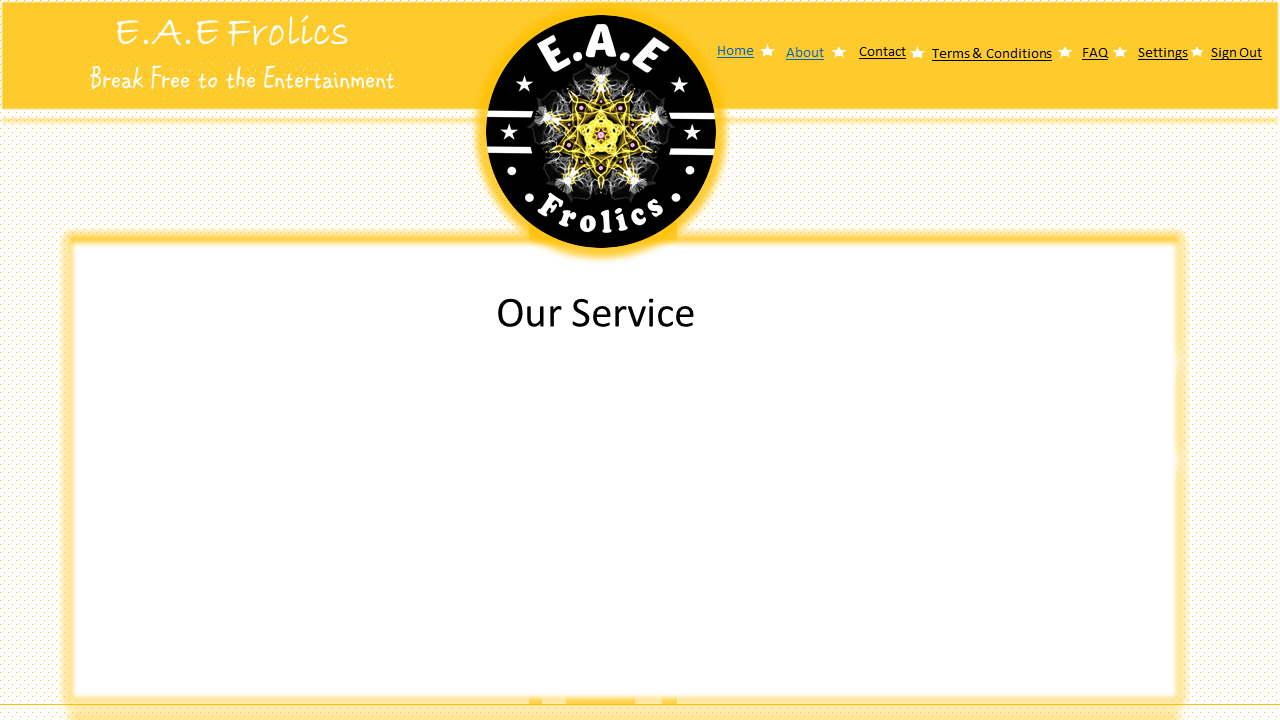 E.A.E Frolics
Break Free to the Entertainment
E.A.E
Frolics
Home
About
Contact
Terms & Conditions
FAQ
Settings
Sign Out
Our Service